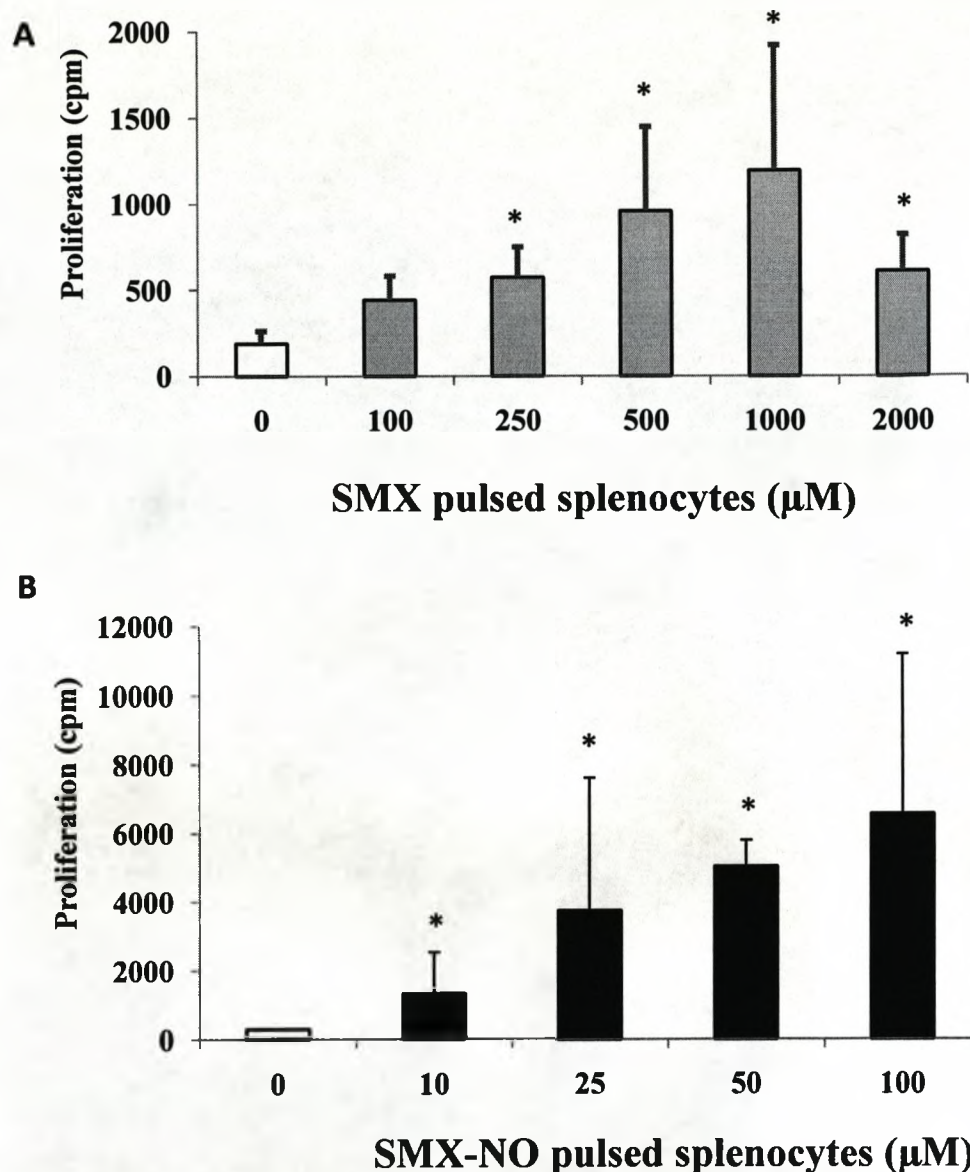 A
Proliferation (cpm)
2000
1500
1000
500
0
*
*
*
*
0 100 250 500 1000 2000
SMX pulsed splenocytes (µM)
B
Proliferation (cpm)
12000
10000
8000
6000
4000
2000
0
*
*
*
*
0 10 25 50 100
SMX-NO pulsed splenocytes (µM)